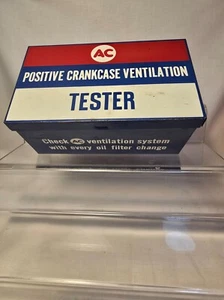 AC
POSITIVE CRANKCASE VENTILATION
TESTER
Check AC ventilation system
with every oil filter change